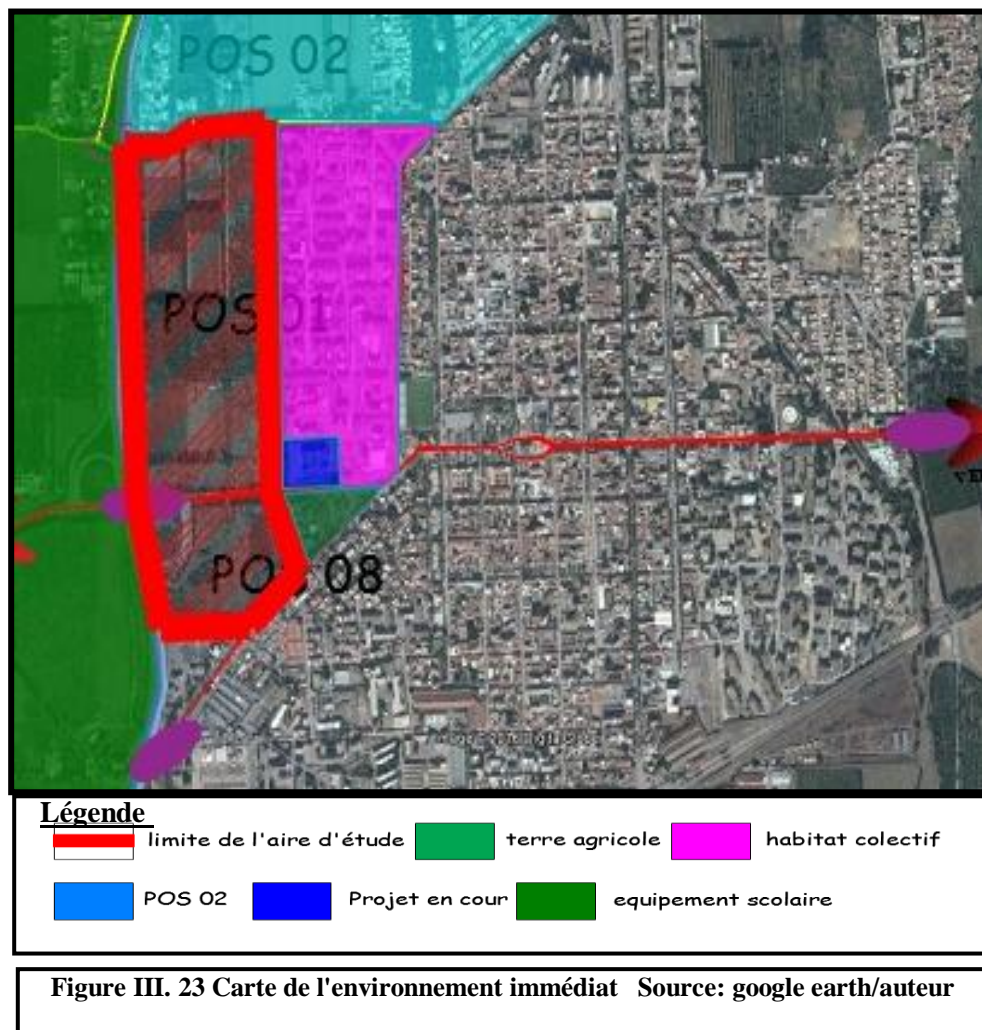 POS 02
POS 01
POS 08
Légende
limite de l'aire d'étude
terre agricole
habitat colectif
POS 02
Projet en cour
equipement scolaire
Figure III. 23 Carte de l'environnement immédiat Source: google earth/auteur